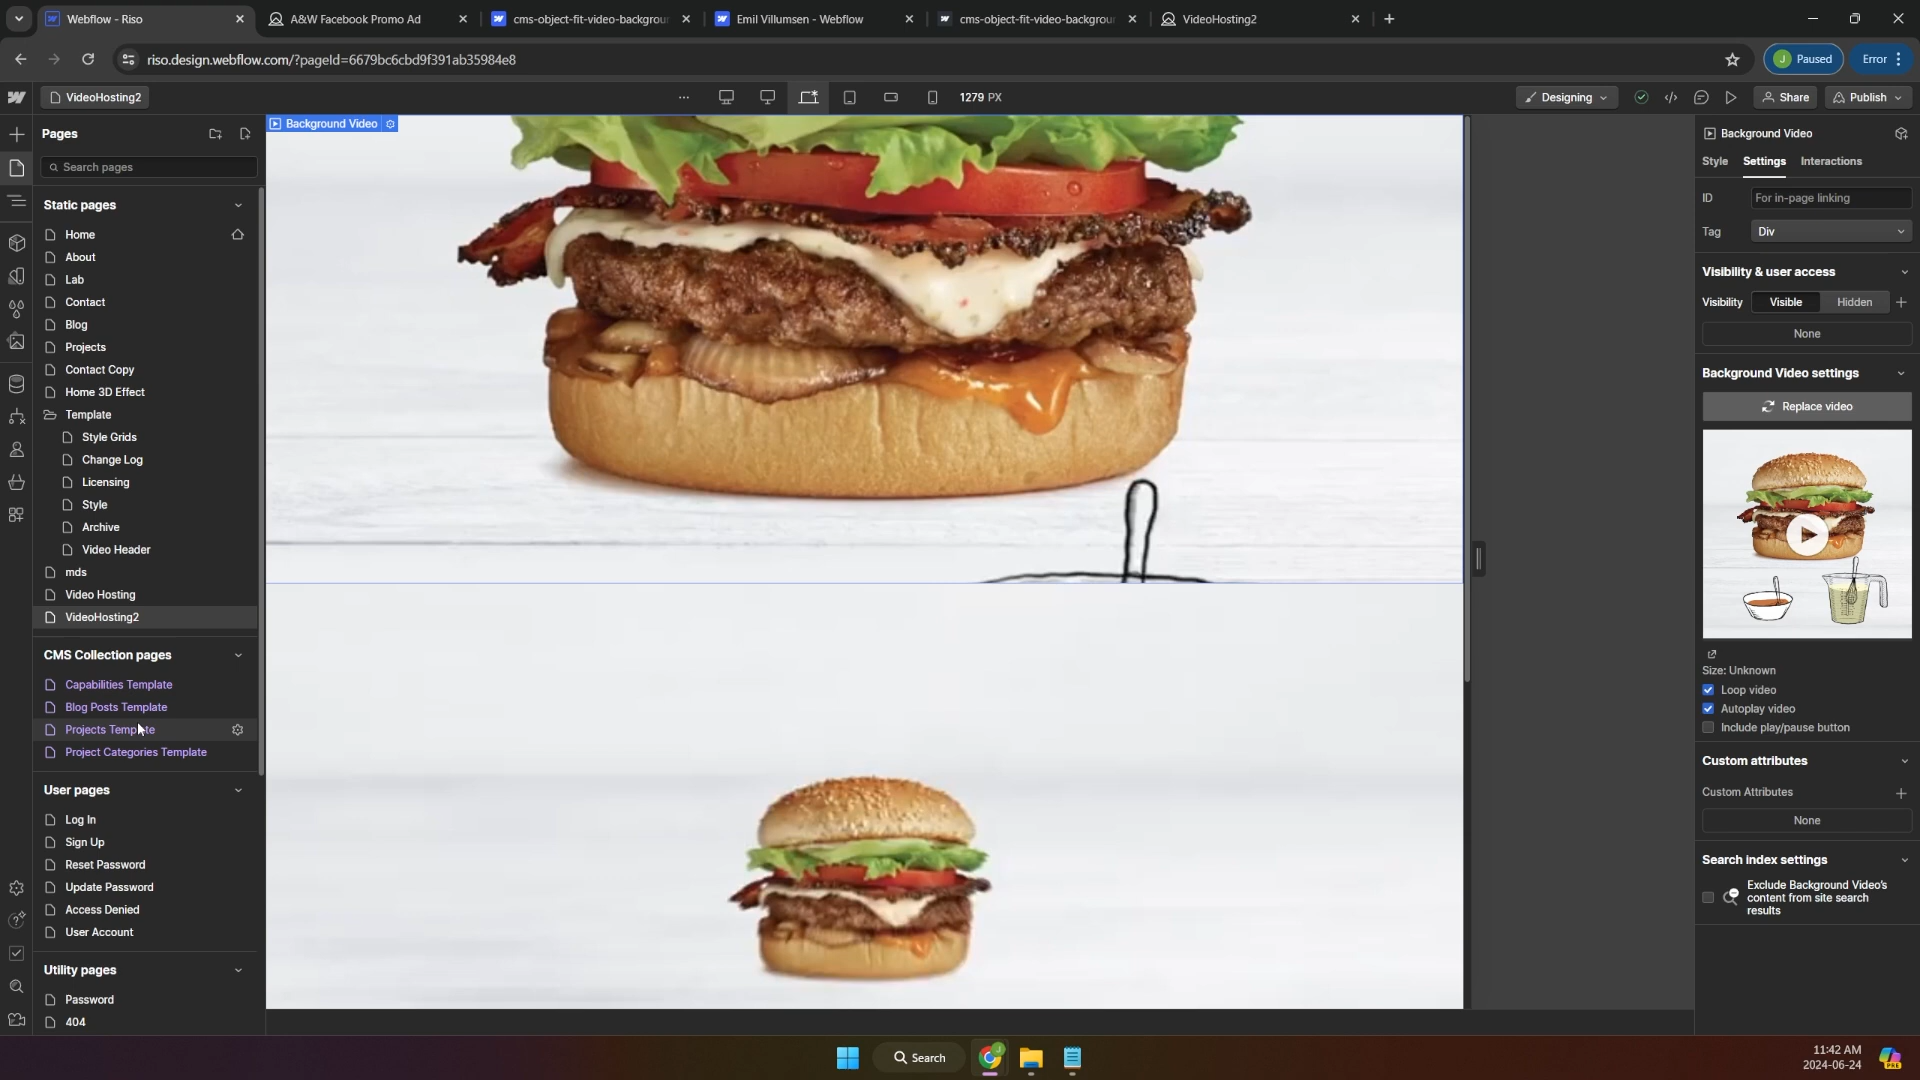 Webflow - Riso
A&W Facebook Promo Ad
cms-object-fit-video-backgroun
Emil Villumsen - Webflow
cms-object-fit-video-backgroun
VideoHosting2
riso.design.webflow.com/?pageId=6679bc6cbd9f391ab35984e8
J
Paused
Error
VideoHosting2
1279 PX
Designing
Share
Publish
Pages
Search pages
Static pages
Home
About
Lab
Contact
Blog
Projects
Contact Copy
Home 3D Effect
Template
Style Grids
Change Log
Licensing
Style
Archive
Video Header
mds
Video Hosting
VideoHosting2
CMS Collection pages
Capabilities Template
Blog Posts Template
Projects Template
Project Categories Template
User pages
Log In
Sign Up
Reset Password
Update Password
Access Denied
User Account
Utility pages
Password
404
Background Video
Background Video
Style Settings Interactions
ID For in-page linking
Tag Div
Visibility & user access
Visibility Visible Hidden
None
Background Video settings
Replace video
Size: Unknown
Loop video
Autoplay video
Include play/pause button
Custom attributes
Custom Attributes
None
Search index settings
Exclude Background Video's
content from site search
results
Search
J
11:42 AM
2024-06-24
PRE